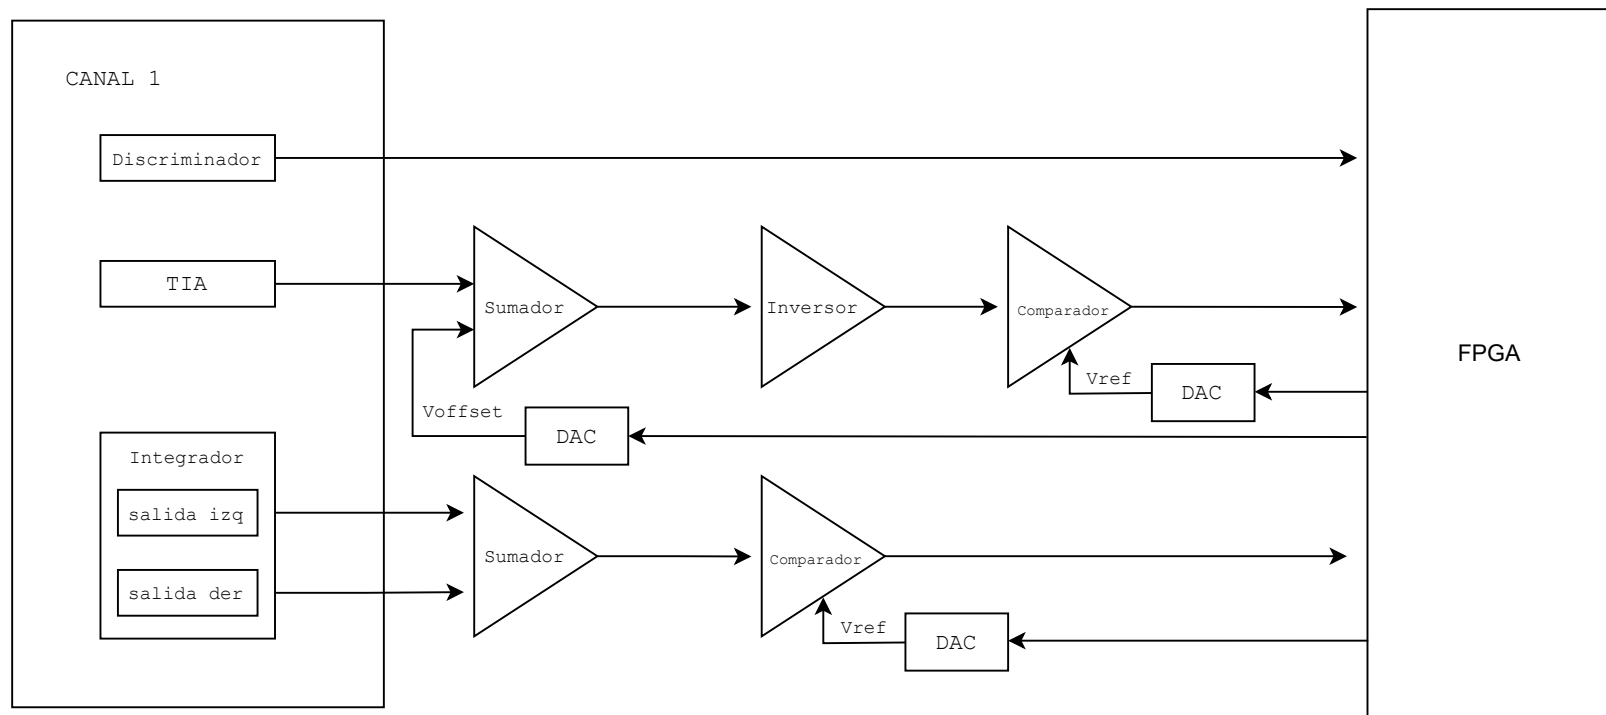 CANAL 1
Discriminador
TIA
Sumador
Inversor
Comparador
FPGA
Vref
DAC
Voffset
DAC
Integrador
salida izq
Sumador
Comparador
salida der
Vref
DAC